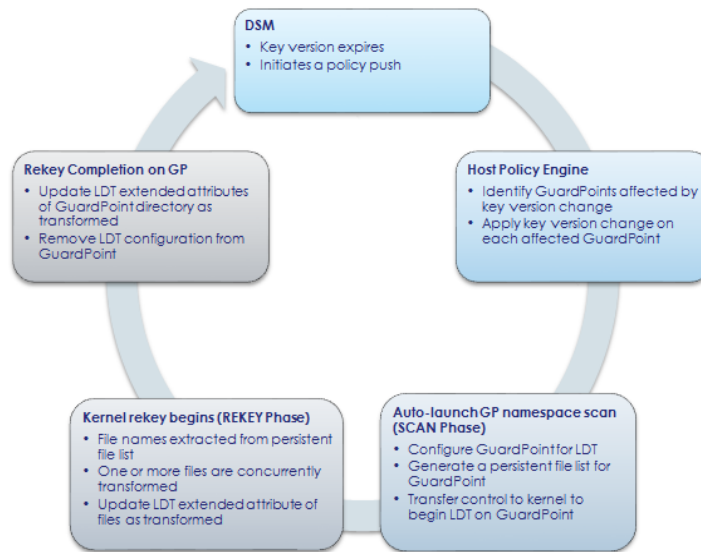 DSM
• Key version expires
• Initiates a policy push
Host Policy Engine
• Identify GuardPoints affected by
key version change
• Apply key version change on
each affected GuardPoint
Auto-launch GP namespace scan
(SCAN Phase)
• Configure GuardPoint for LDT
• Generate a persistent file list for
GuardPoint
• Transfer control to kernel to
begin LDT on GuardPoint
Kernel rekey begins (REKEY Phase)
• File names extracted from persistent
file list
• One or more files are concurrently
transformed
• Update LDT extended attribute of
files as transformed
Rekey Completion on GP
• Update LDT extended attributes
of GuardPoint directory as
transformed
• Remove LDT configuration from
GuardPoint